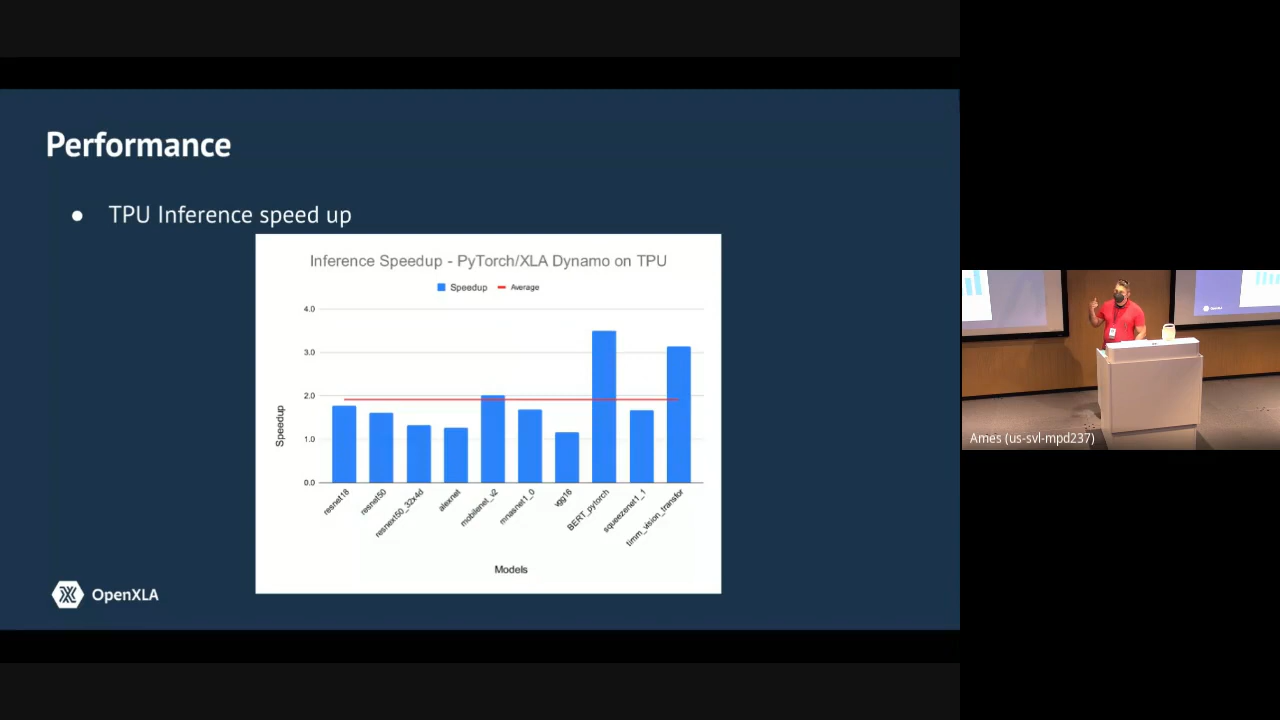 Performance
● TPU Inference speed up
Inference Speedup - PyTorch/XLA Dynamo on TPU
Speedup Average
4.0
3.0
2.0
1.0
0.0
Speedup
resnet18
resnet50
resnext50_32x4d
alexnet
mobilenet_v2
mnasnet1_0
vgg16
BERT_pytorch
squeezenet1_1
timm_vision_transfor
Models
OpenXLA
Ames (us-svl-mpd237)
OpenXLA